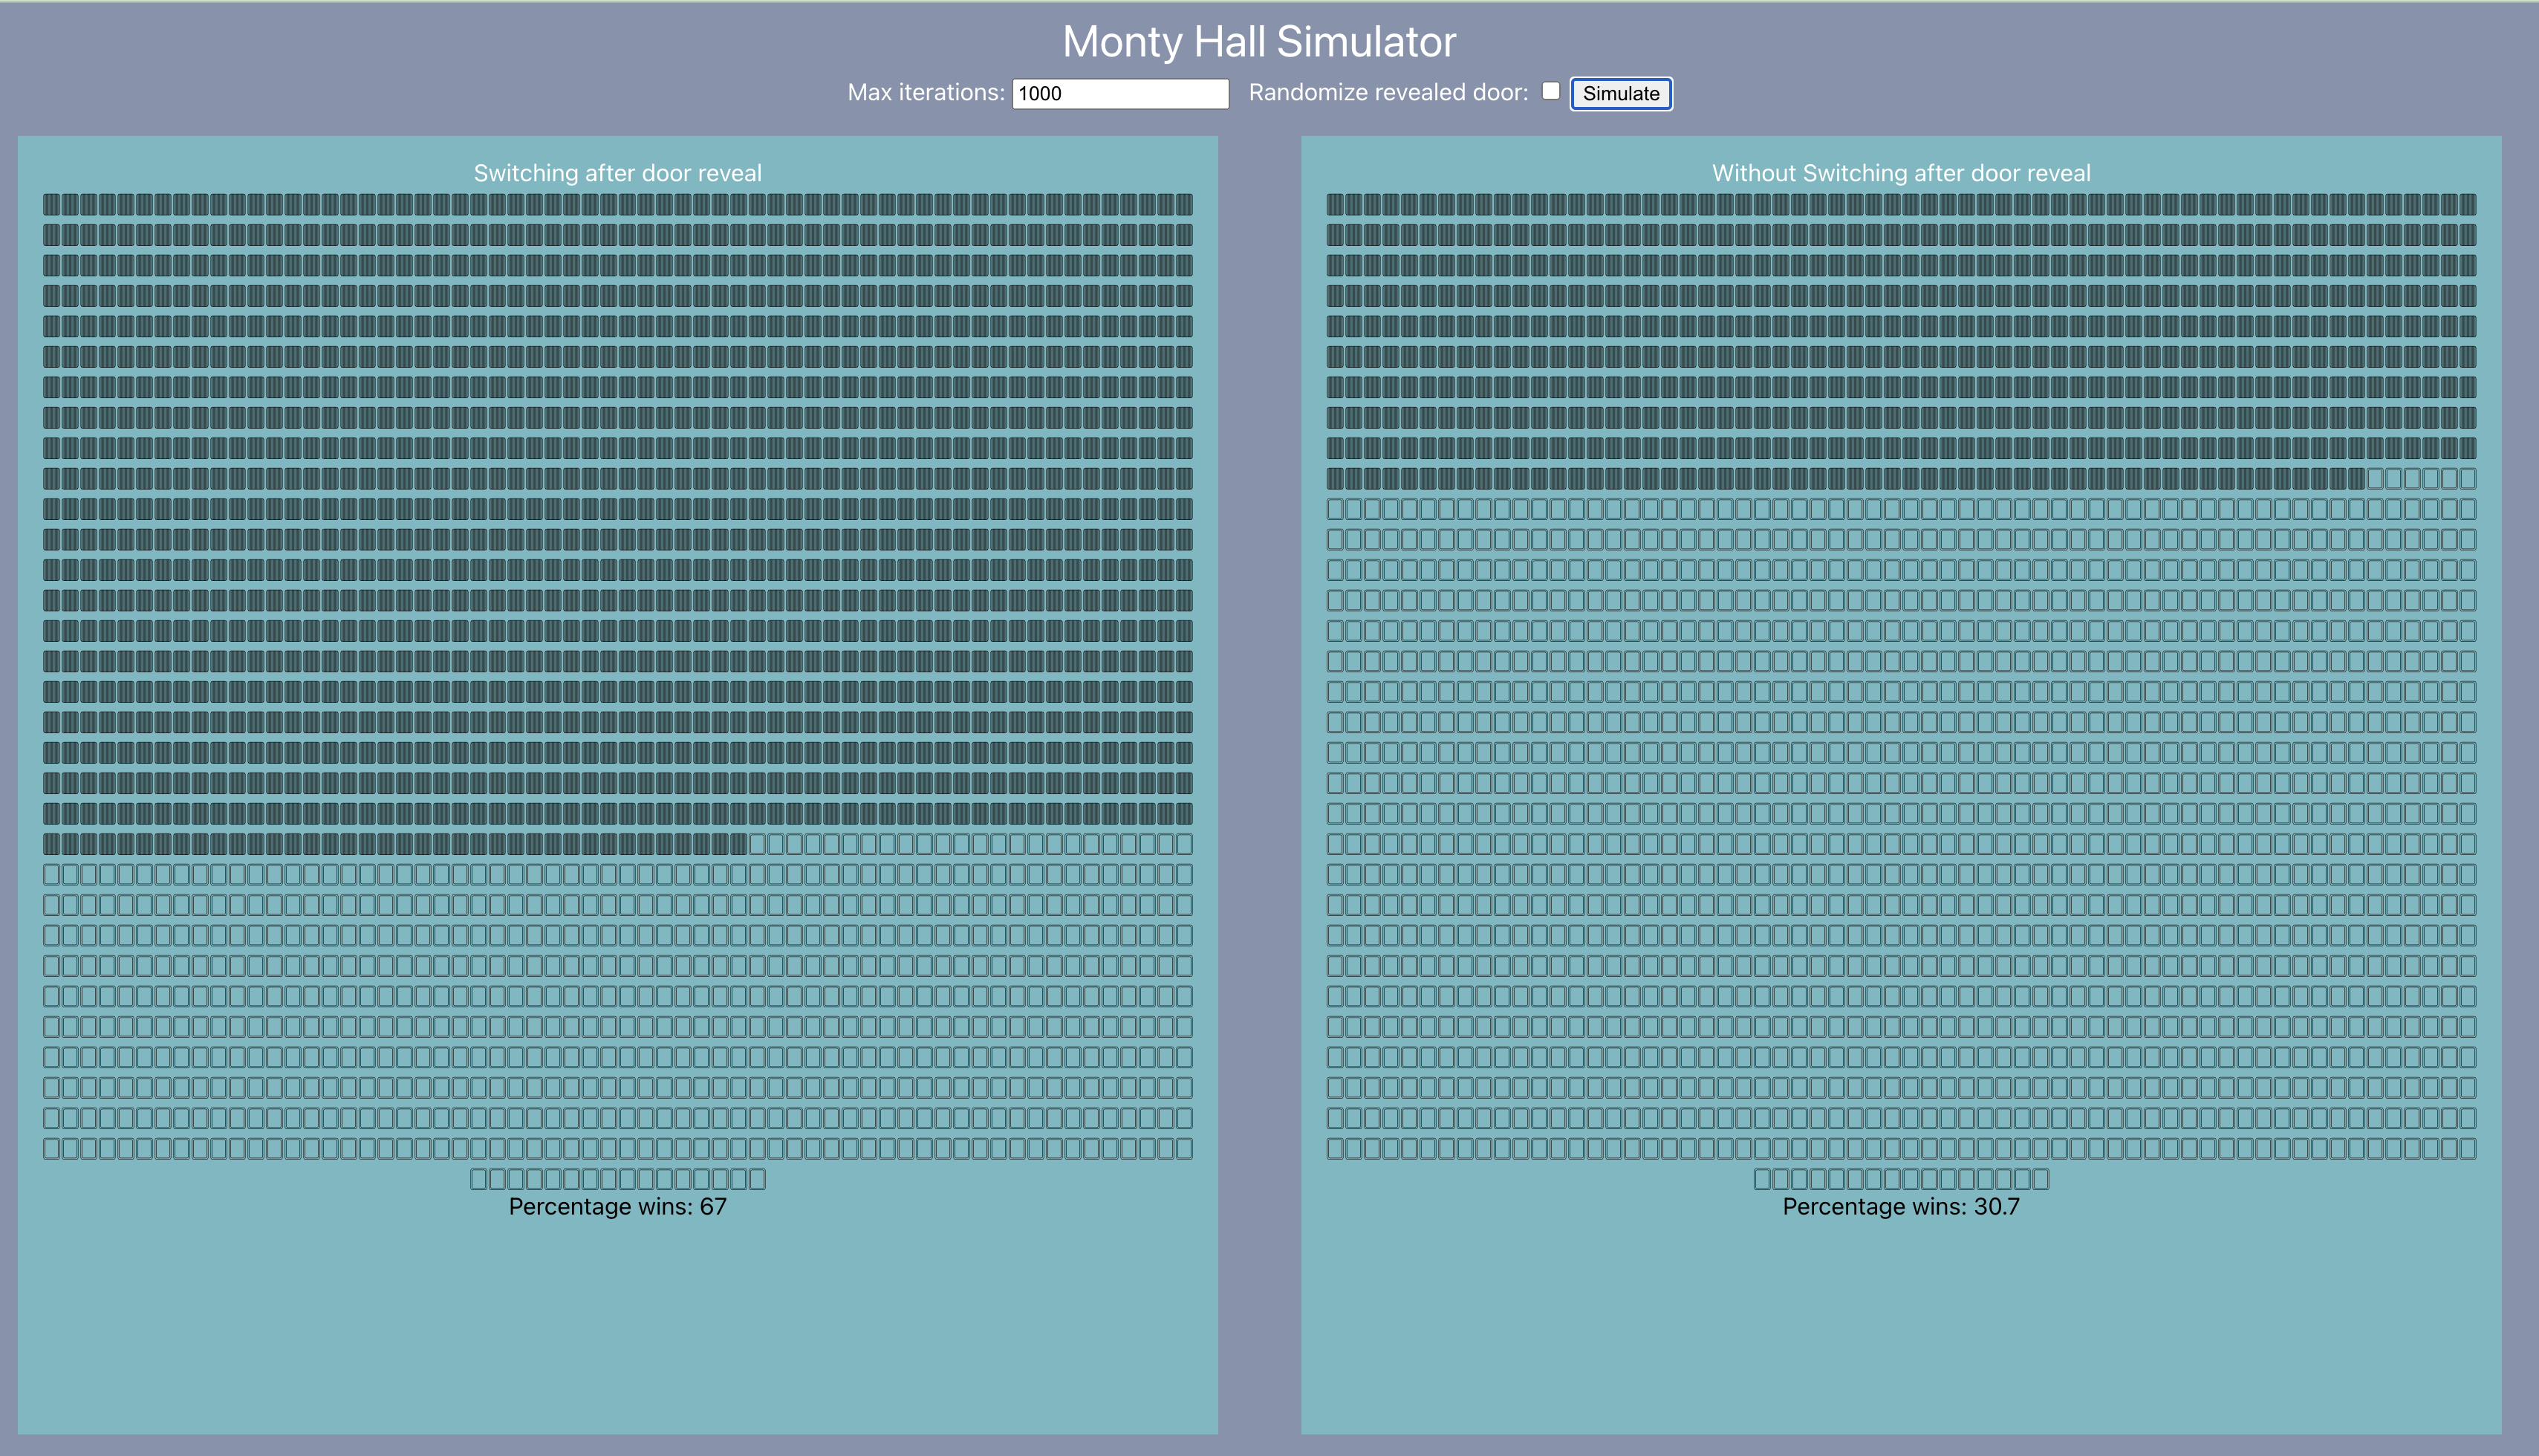 Monty Hall Simulator
Max iterations: 1000 Randomize revealed door: Simulate
Switching after door reveal
Percentage wins: 67
Without Switching after door reveal
Percentage wins: 30.7